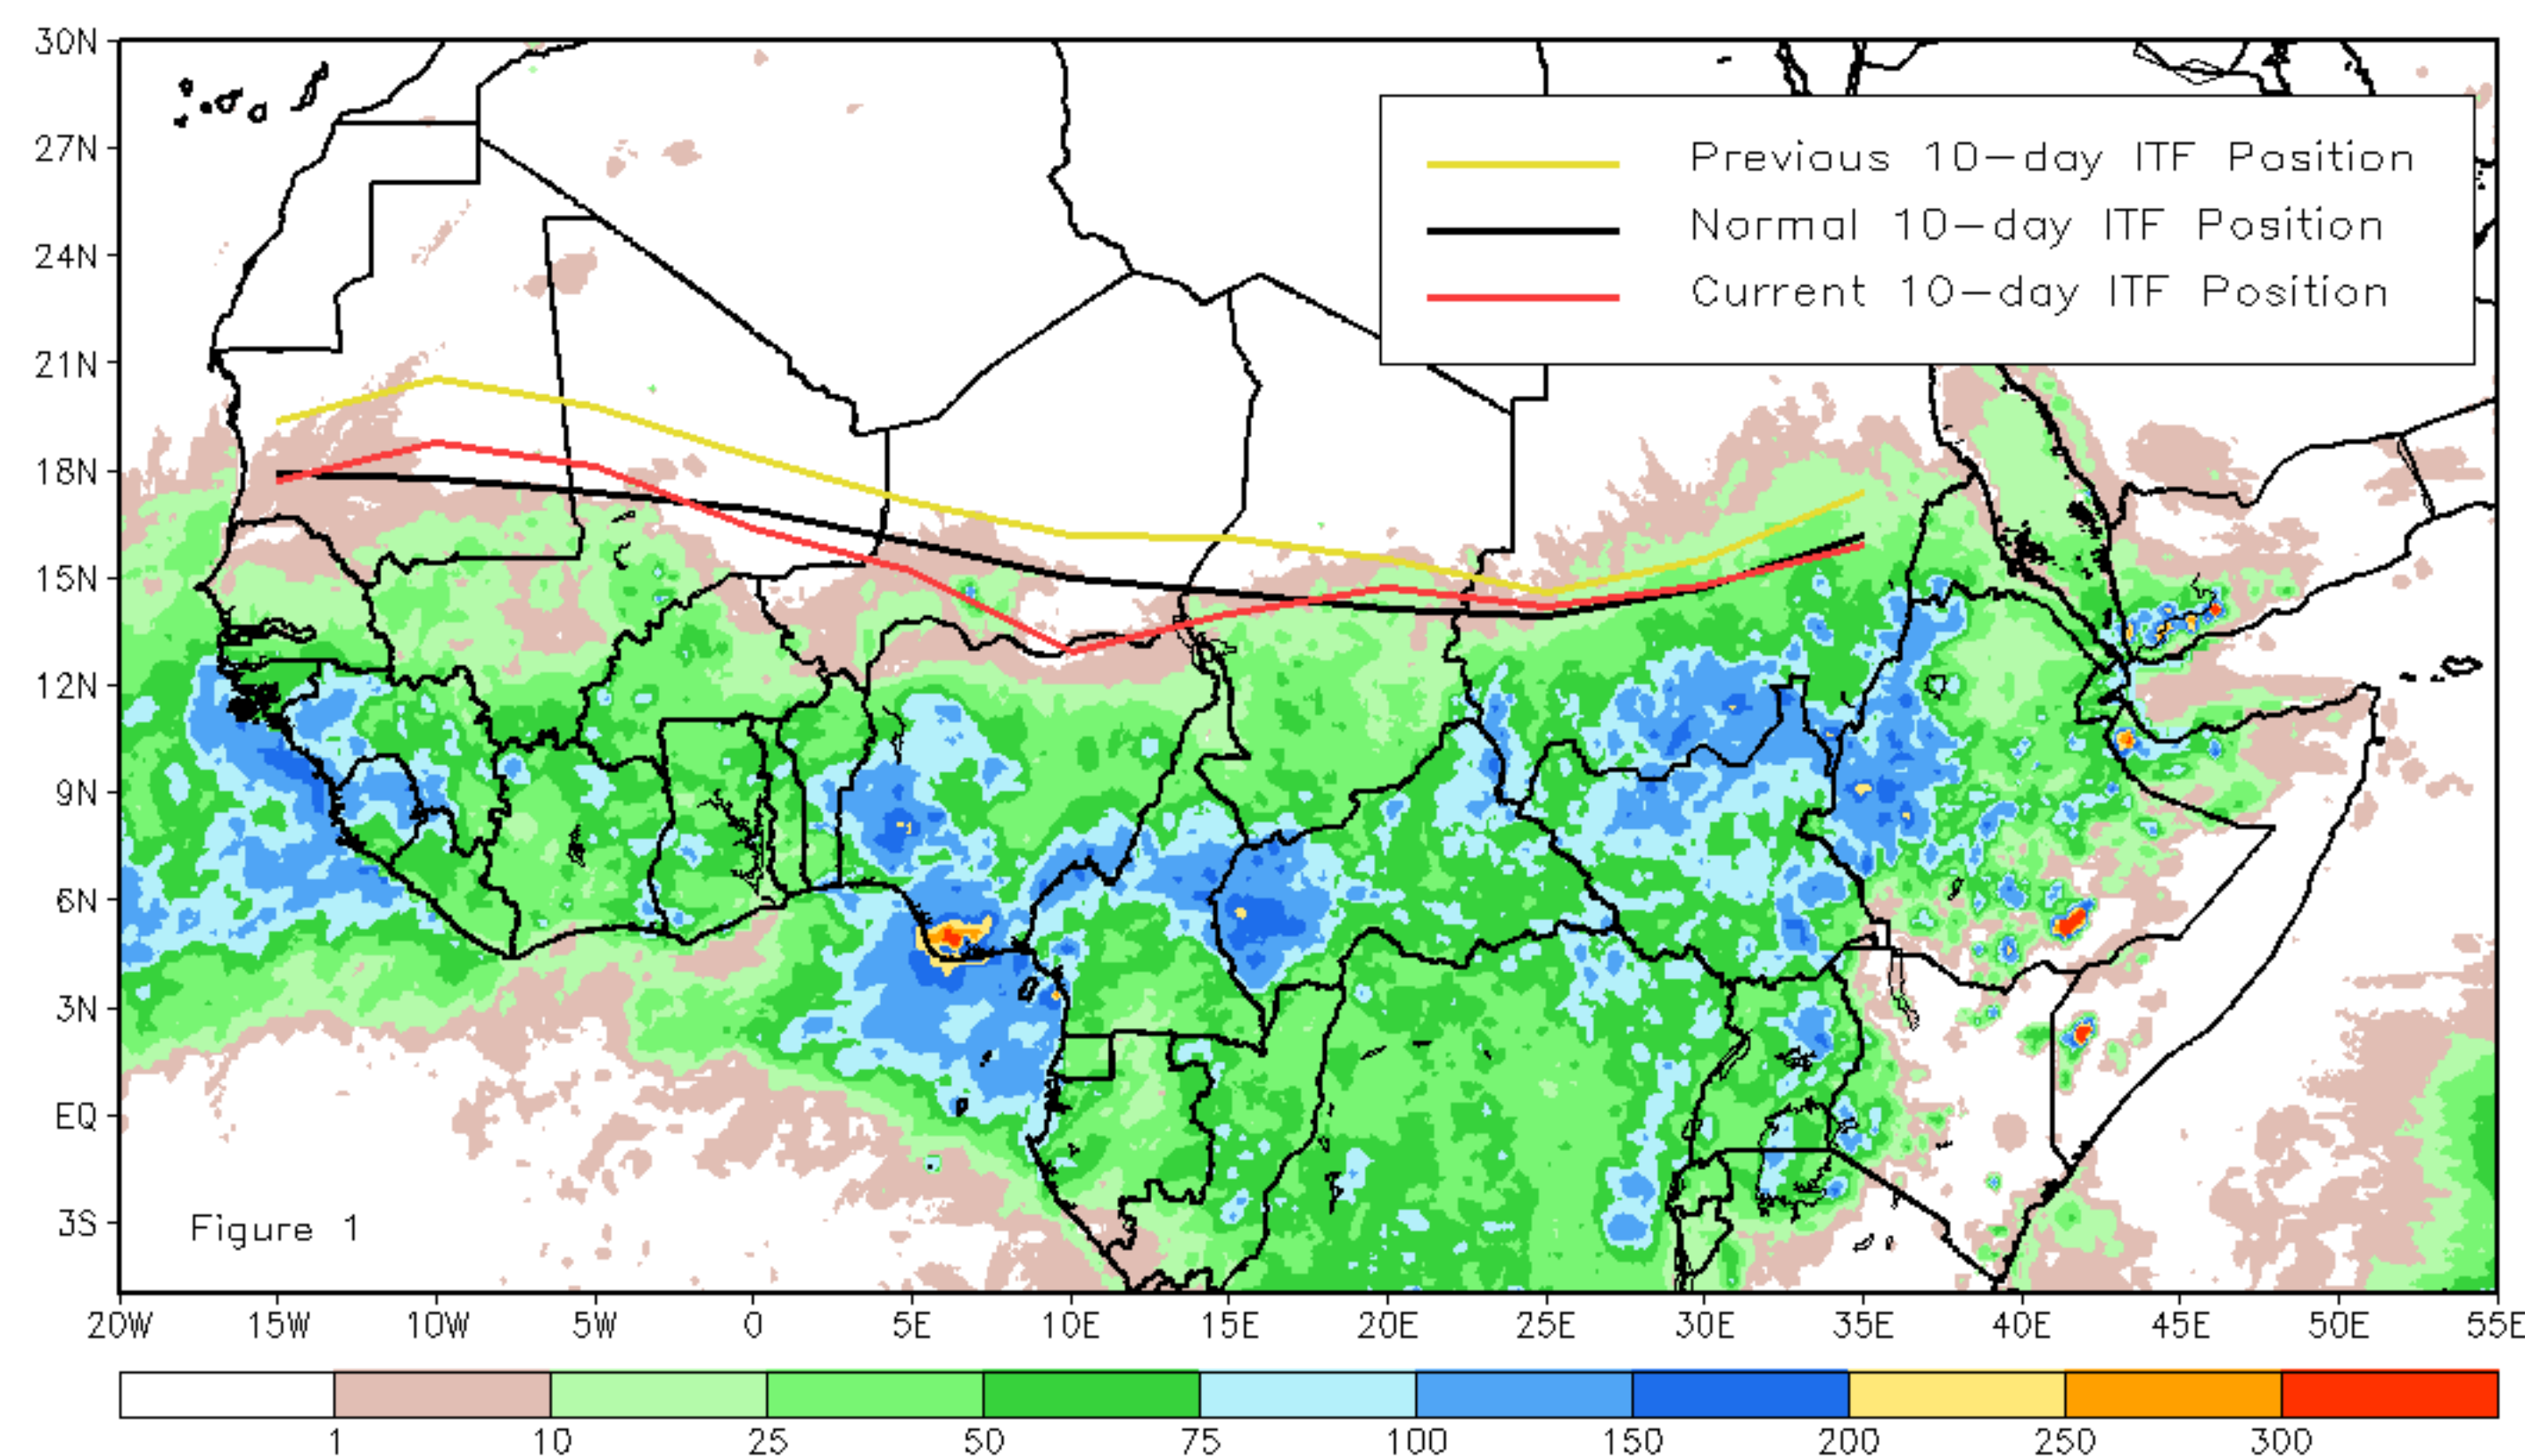 30N
Previous 10-day ITF Position
27N
Normal 10-day ITF Position
24N
Current 10-day ITF Position
21N
18N
15N
12N
9N
6N
3N
EQ
3S
Figure 1
20W 15W 10W 5W 0 5E 10E 15E 20E 25E 30E 35E 40E 45E 50E 55E
1 10 25 50 75 100 150 200 250 300